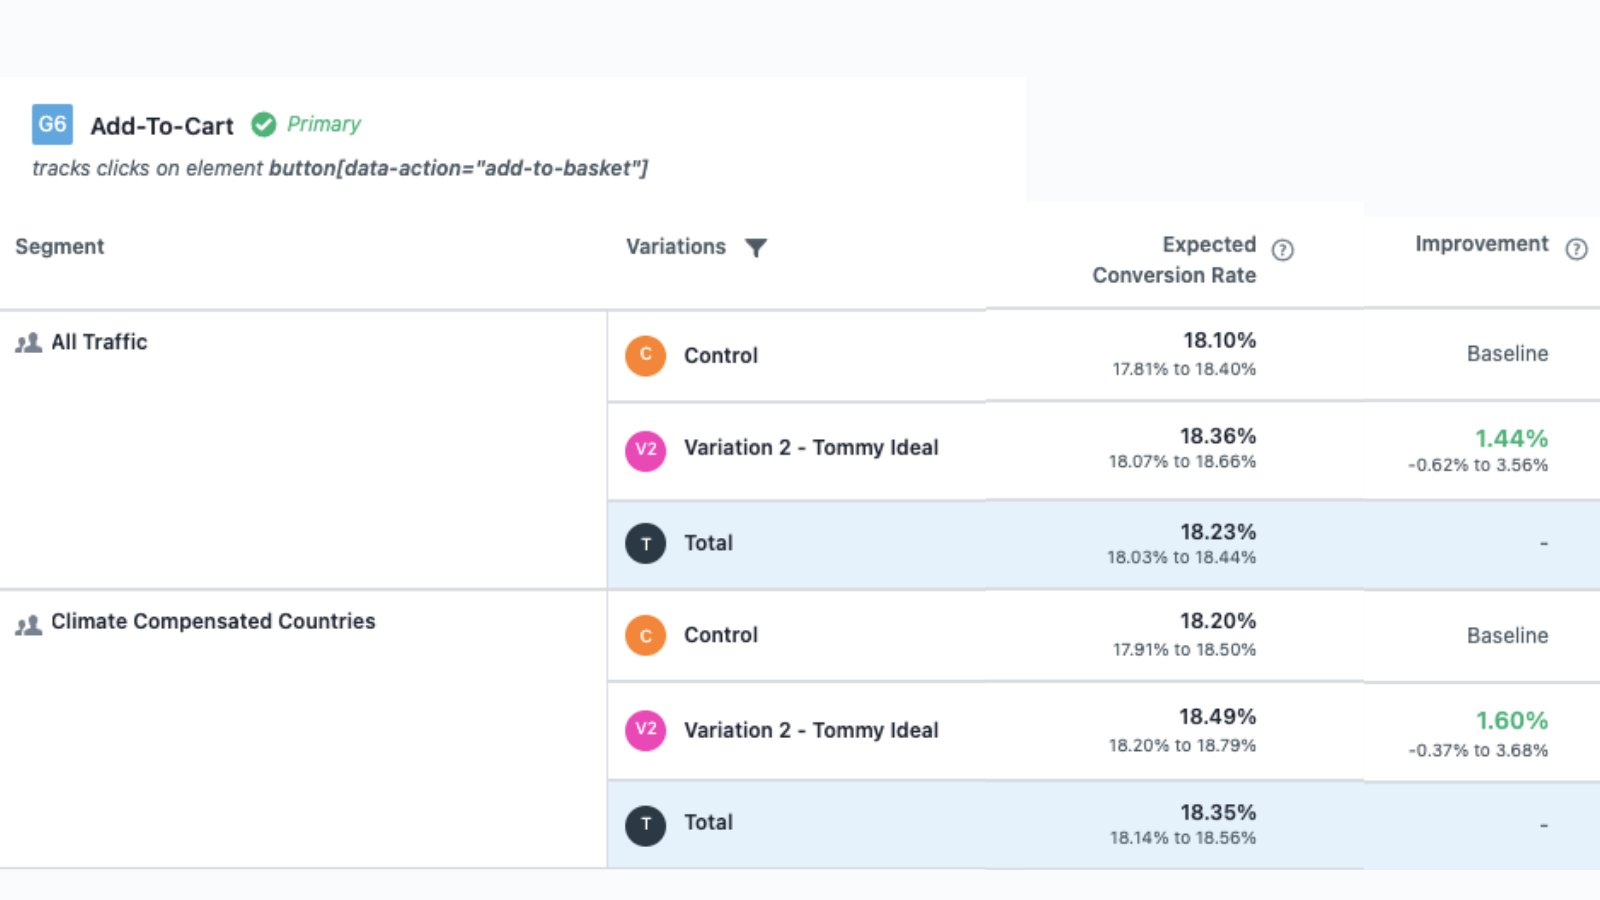 G6 Add-To-Cart Primary
tracks clicks on element button[data-action="add-to-basket"]
Segment Variations Expected Conversion Rate ? Improvement ?
All Traffic
C Control 18.10% Baseline
17.81% to 18.40%
V2 Variation 2 - Tommy Ideal 18.36% 1.44%
18.07% to 18.66% -0.62% to 3.56%
T Total 18.23% -
18.03% to 18.44%
Climate Compensated Countries
C Control 18.20% Baseline
17.91% to 18.50%
V2 Variation 2 - Tommy Ideal 18.49% 1.60%
18.20% to 18.79% -0.37% to 3.68%
T Total 18.35% -
18.14% to 18.56%